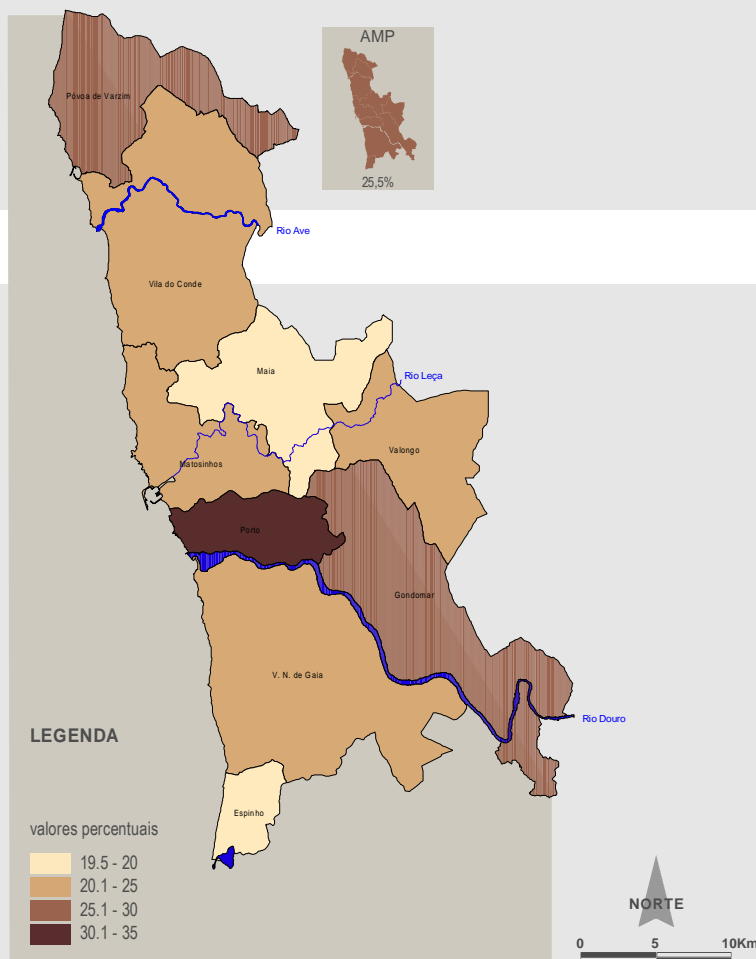 AMP
25,5%
Póvoa de Varzim
Rio Ave
Vila do Conde
Maia
Rio Leça
Valongo
Matosinhos
Porto
Gondomar
V. N. de Gaia
Rio Douro
LEGENDA
Espinho
valores percentuais
19.5 - 20
20.1 - 25
25.1 - 30
30.1 - 35
NORTE
0 5 10Km